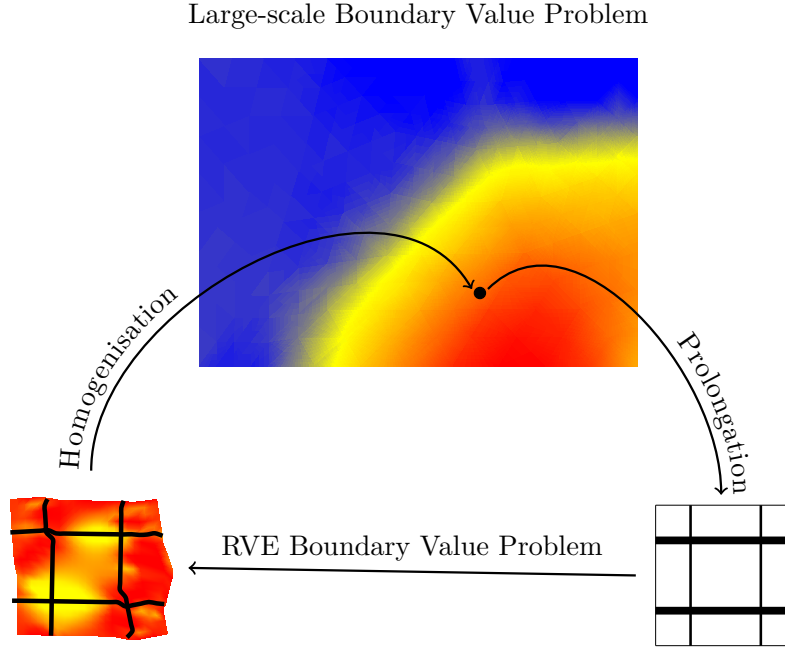 Large-scale Boundary Value Problem
Homogenisation
Prolongation
RVE Boundary Value Problem